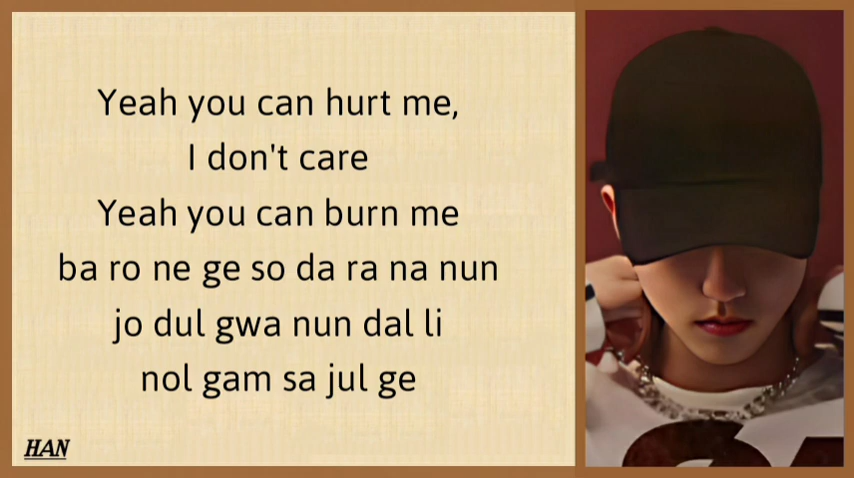 Yeah you can hurt me,
I don't care
Yeah you can burn me
ba ro ne ge so da ra na nun
jo dul gwa nun dal li
nol gam sa jul ge
HAN